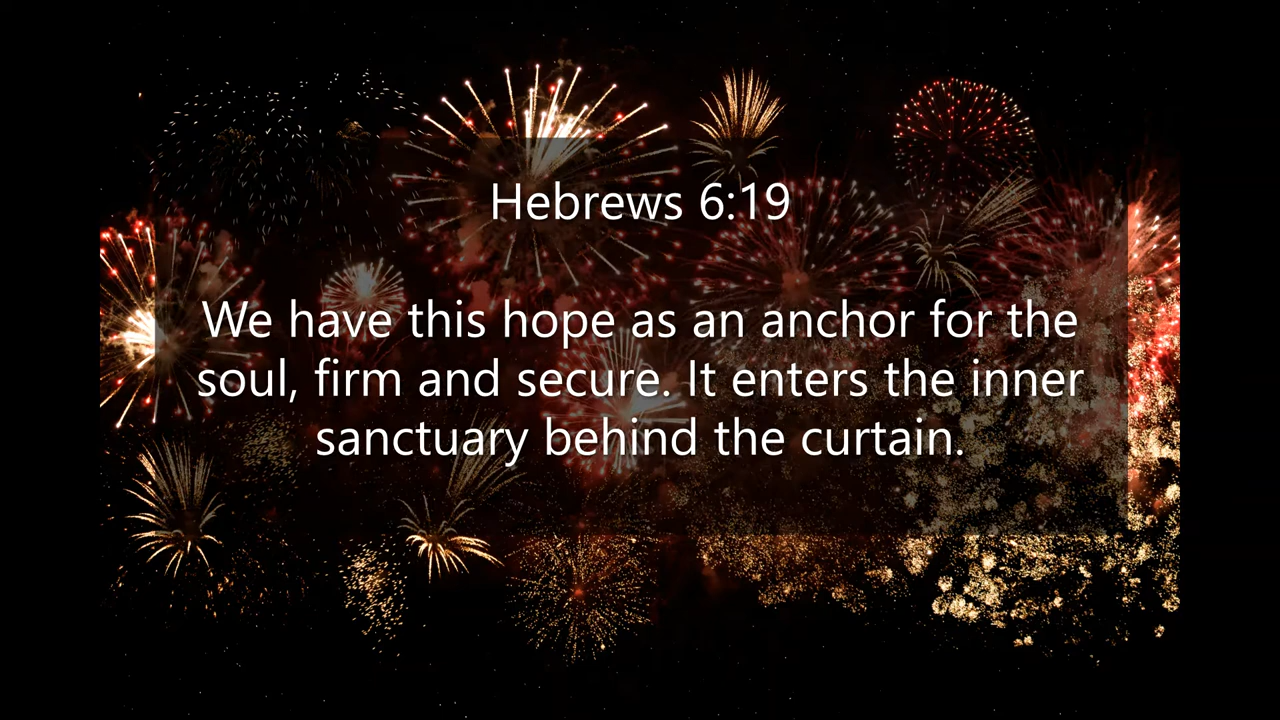 Hebrews 6:19
We have this hope as an anchor for the
soul, firm and secure. It enters the inner
sanctuary behind the curtain.